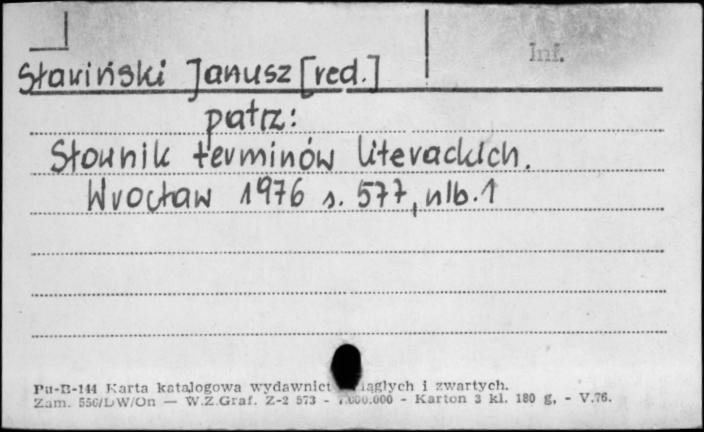 Inf.
Sławiński Janusz [red.]
patrz:
Słownik terminów literackich.
Wrocław 1976 s. 577, nlb. 1
Pu-B-144 Karta katalogowa wydawnict ciągłych i zwartych.
Zam. 556/DW/On — W.Z.Graf. Z-2 573 - 7.000.000 - Karton 3 kl. 180 g. - V.76.